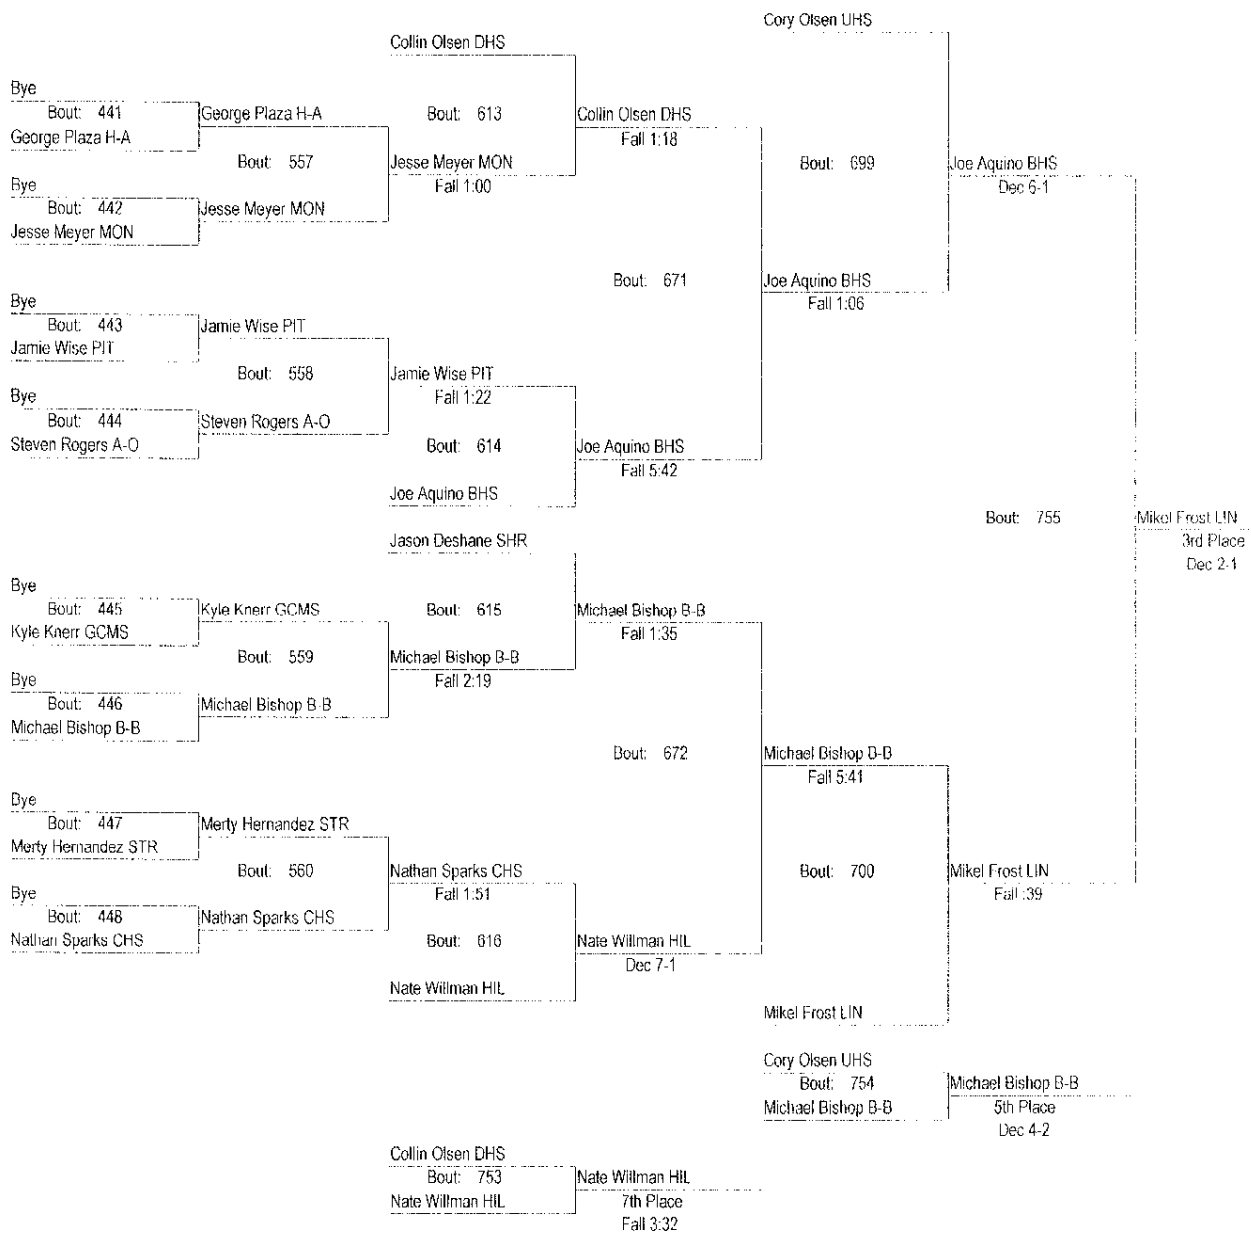 Cory Olsen UHS
Collin Olsen DHS
Bye
Bout: 441
George Plaza H-A
George Plaza H-A
Bout: 613
Collin Olsen DHS
Fall 1:18
Bout: 557
Jesse Meyer MON
Fall 1:00
Bout: 699
Joe Aquino BHS
Dec 6-1
Bye
Bout: 442
Jesse Meyer MON
Jesse Meyer MON
Bout: 671
Joe Aquino BHS
Fall 1:06
Bye
Bout: 443
Jamie Wise PIT
Jamie Wise PIT
Bout: 558
Jamie Wise PIT
Fall 1:22
Bye
Bout: 444
Steven Rogers A-O
Steven Rogers A-O
Bout: 614
Joe Aquino BHS
Fall 5:42
Joe Aquino BHS
Bout: 755
Mikel Frost LIN
3rd Place
Dec 2-1
Jason Deshane SHR
Bye
Bout: 445
Kyle Knerr GCMS
Kyle Knerr GCMS
Bout: 615
Michael Bishop B-B
Fall 1:35
Bout: 559
Michael Bishop B-B
Fall 2:19
Bye
Bout: 446
Michael Bishop B-B
Michael Bishop B-B
Bout: 672
Michael Bishop B-B
Fall 5:41
Bye
Bout: 447
Merty Hernandez STR
Merty Hernandez STR
Bout: 560
Nathan Sparks CHS
Fall 1:51
Bout: 700
Mikel Frost LIN
Fall :39
Bye
Bout: 448
Nathan Sparks CHS
Nathan Sparks CHS
Bout: 616
Nate Willman HIL
Dec 7-1
Nate Willman HIL
Mikel Frost LIN
Cory Olsen UHS
Bout: 754
Michael Bishop B-B
Michael Bishop B-B
5th Place
Dec 4-2
Collin Olsen DHS
Bout: 753
Nate Willman HIL
Nate Willman HIL
7th Place
Fall 3:32